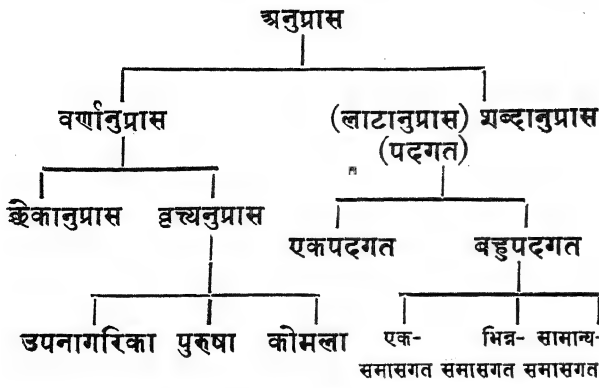 अनुप्रास
वर्णानुप्रास (लाटानुप्रास) शब्दानुप्रास
(पदगत)
छेकानुप्रास वृत्त्यनुप्रास
एकपदगत बहुपदगत
उपनागरिका पुरुषा कोमला एक- भिन्न- सामान्य-
समासगत समासगत समासगत